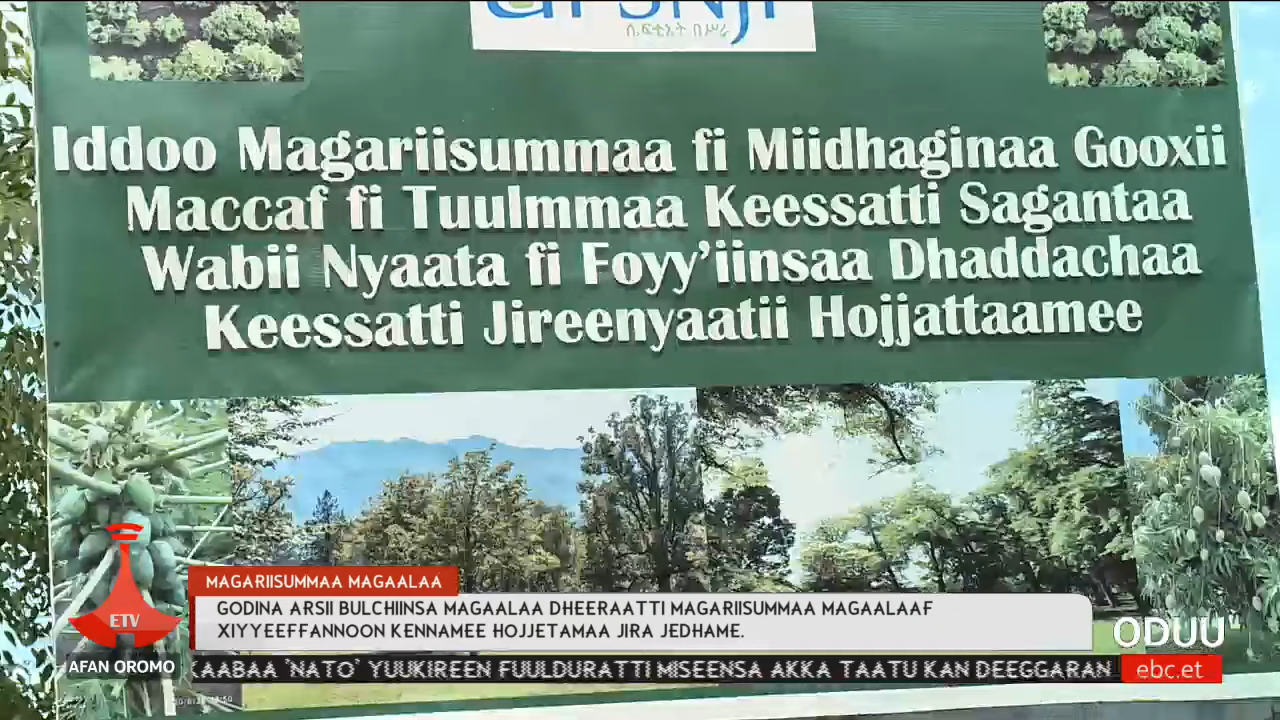 በ ሥራ
Iddoo Magariisummaa fi Miidhaginaa Gooxii
Maccaf fi Tuulmmaa Keessatti Sagantaa
Wabii Nyaata fi Foyy'iinsaa Dhaddachaa
Keessatti Jireenyaatii Hojjattaamee
ETV
AFAN OROMO
MAGARIISUMMAA MAGAALAA
GODINA ARSII BULCHIINSA MAGAALAA DHEERAATTI MAGARIISUMMAA MAGAALAAF
XIYYEEFFANNOON KENNAMEE HOJJETAMAA JIRA JEDHAME.
ODUU
KAABAA "NATO" YUUKIREEN FUULDURATTI MISEENSA AKKA TAATU KAN DEEGGARAN
ebc.et